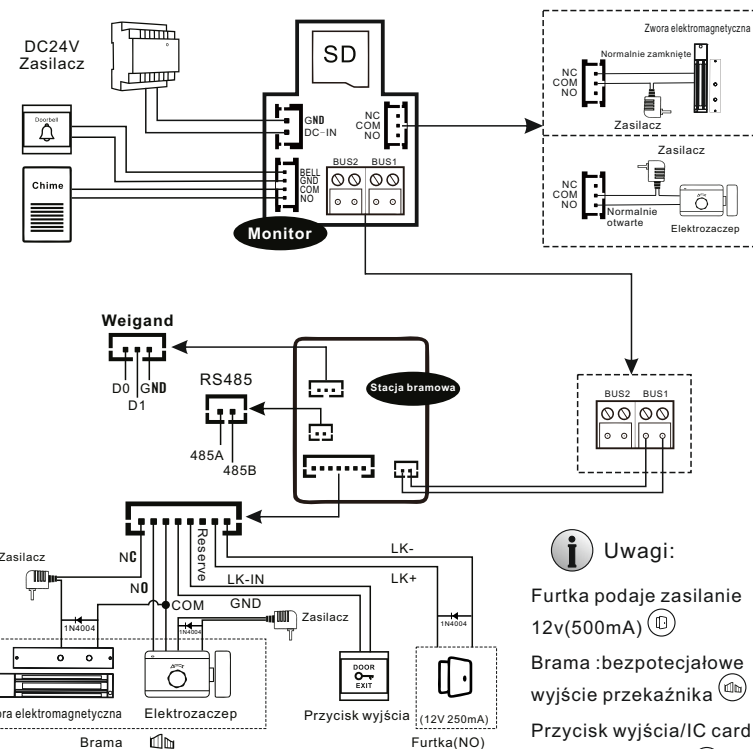 DC24V
Zasilacz
SD
Zwora elektromagnetyczna
Normalnie zamknięte
NC
COM
NO
Zasilacz
Doorbell
GND
DC-IN
NC
COM
NO
Zasilacz
Chime
BELL
GND
COM
NO
BUS2 BUS1
NC
COM
NO
Normalnie
otwarte
Elektrozaczep
Monitor
Weigand
D0 GND
D1
RS485
485A
485B
Stacja bramowa
BUS2 BUS1
Zasilacz
NC
NO
COM
Reserve
LK-IN
GND
LK-
LK+
1N4004
1N4004
1N4004
Zasilacz
DOOR
EXIT
(12V 250mA)
elektromagnetyczna
Elektrozaczep
Przycisk wyjścia
Brama
Furtka(NO)
i Uwagi:
Furtka podaje zasilanie
12v(500mA)
Brama :bezpotecjałowe
wyjście przekaźnika
Przycisk wyjścia/IC card